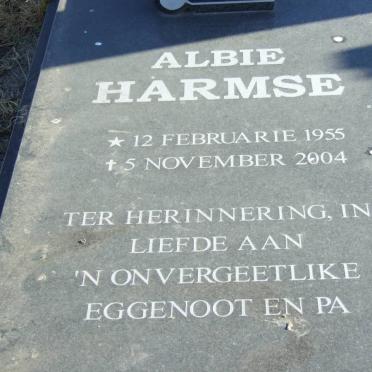 ALBIE
HARMSE
★ 12 FEBRUARIE 1955
✝ 5 NOVEMBER 2004
TER HERINNERING, IN
LIEFDE AAN
'N ONVERGEETLIKE
EGGENOOT EN PA